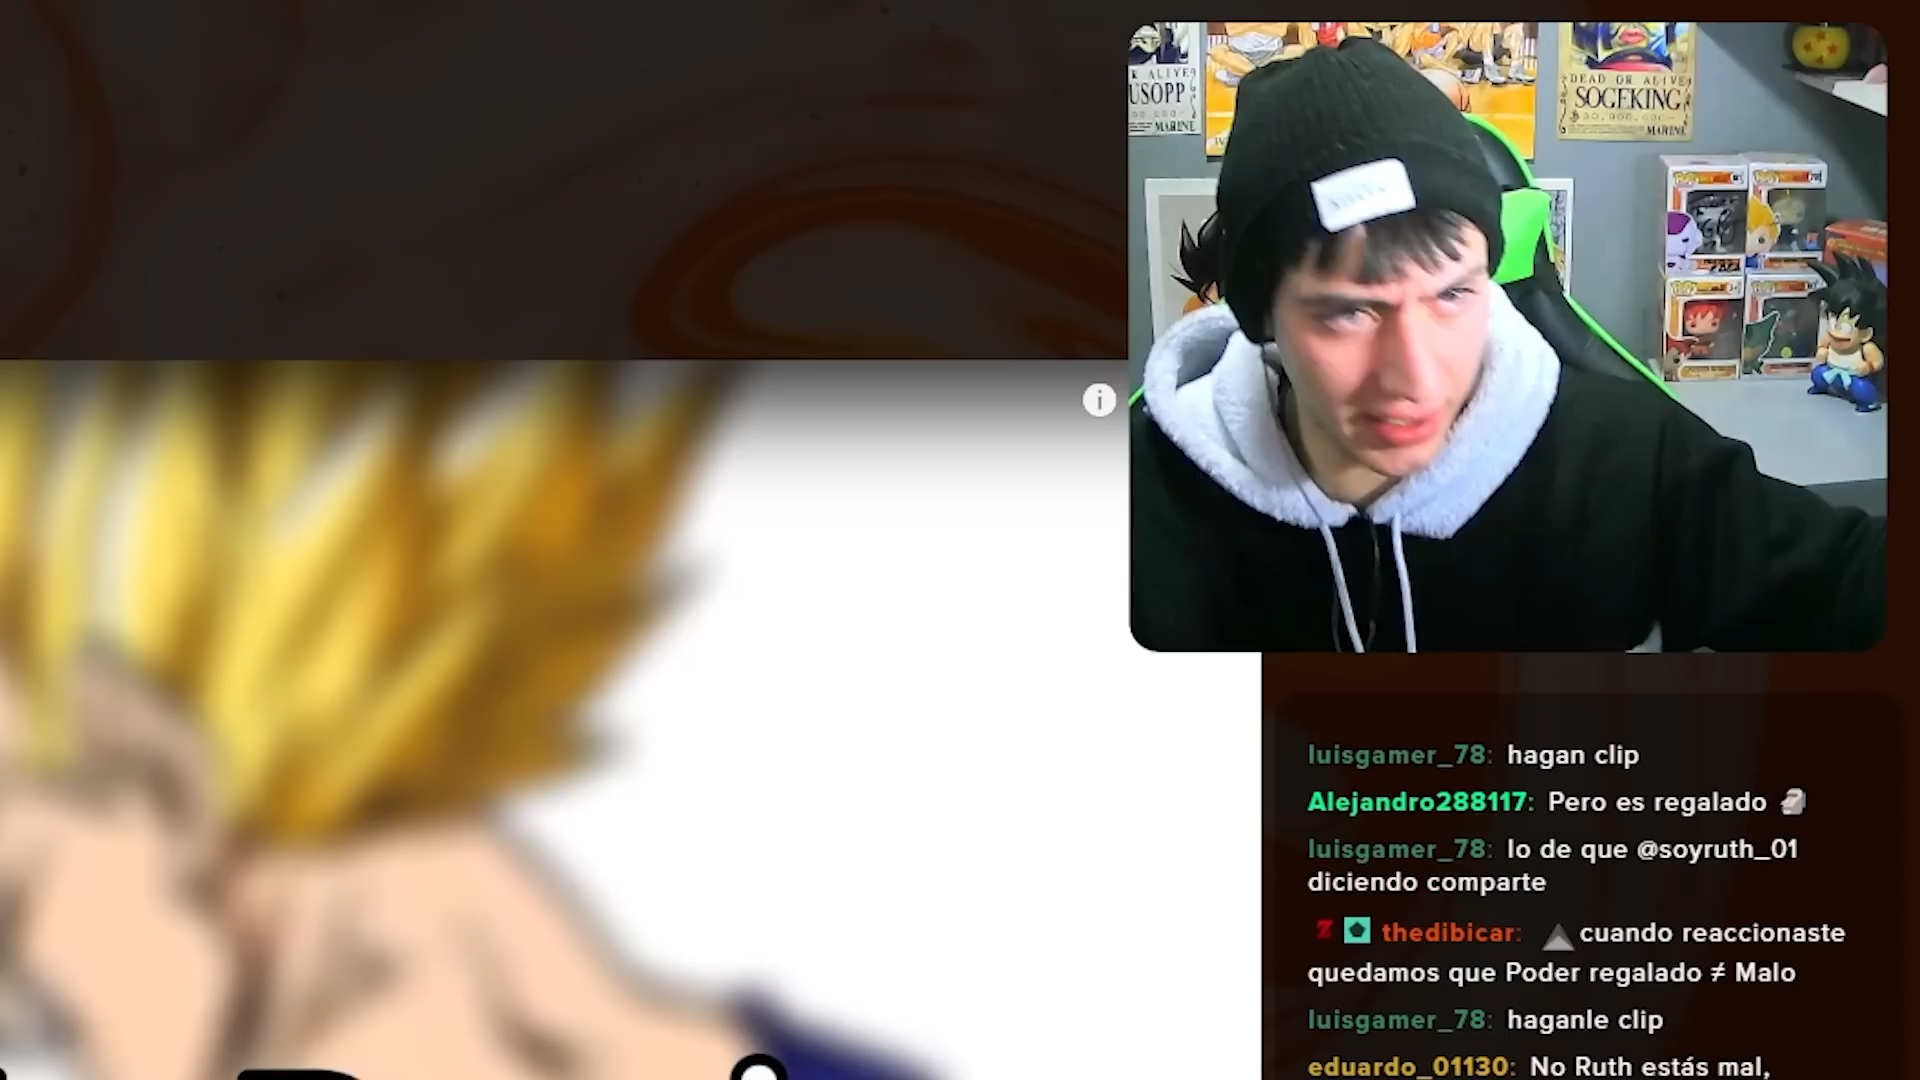 R ALIVE
USOPP
MARINE
DEAD OR ALIVE
SOGEKING
MARINE
luisgamer_78: hagan clip
Alejandro288117: Pero es regalado
luisgamer_78: lo de que @soyruth_01
diciendo comparte
thedibicar: cuando reaccionaste
quedamos que Poder regalado ≠ Malo
luisgamer_78: haganle clip
eduardo_01130: No Ruth estás mal,